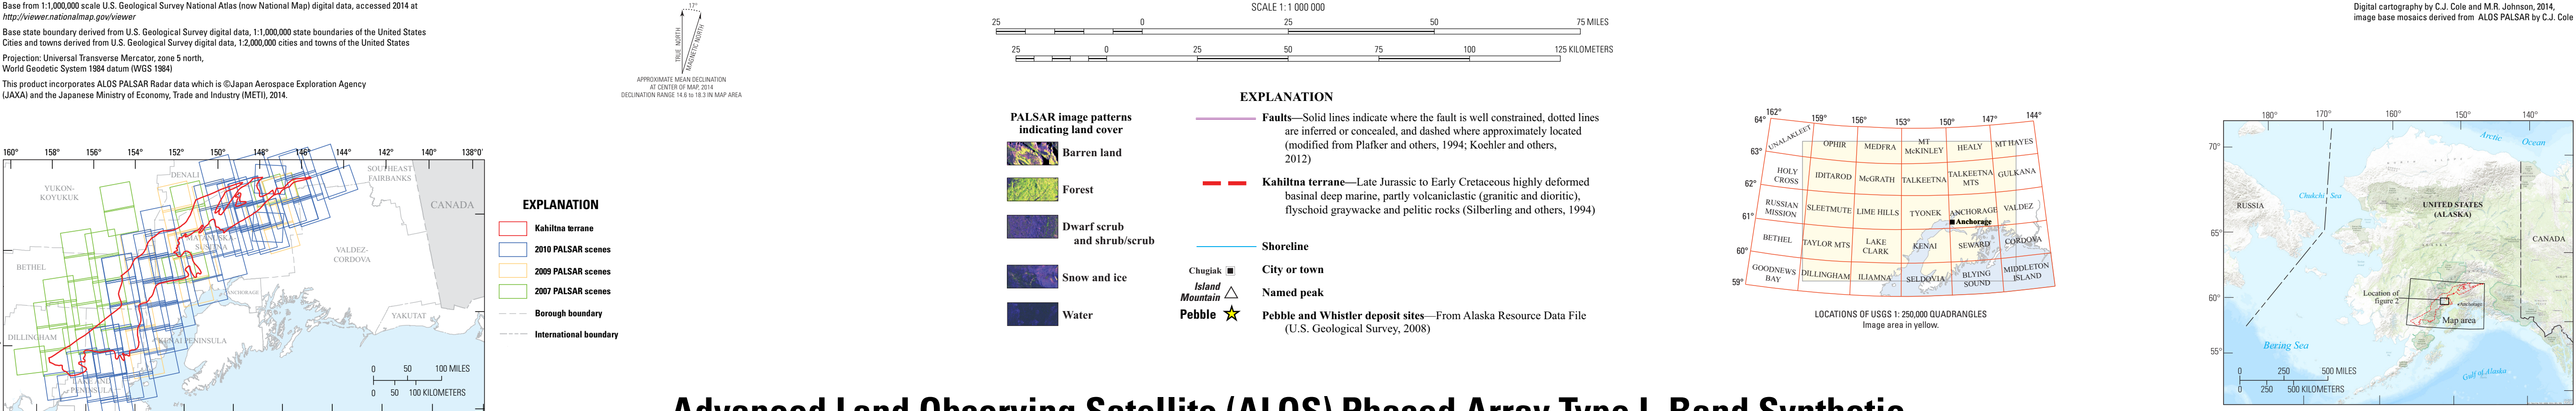 Base from 1:1,000,000 scale U.S. Geological Survey National Atlas (now National Map) digital data, accessed 2014 at
http://viewer.nationalmap.gov/viewer
Base state boundary derived from U.S. Geological Survey digital data, 1:1,000,000 state boundaries of the United States
Cities and towns derived from U.S. Geological Survey digital data, 1:2,000,000 cities and towns of the United States
Projection: Universal Transverse Mercator, zone 5 north,
World Geodetic System 1984 datum (WGS 1984)
This product incorporates ALOS PALSAR Radar data which is ©Japan Aerospace Exploration Agency
(JAXA) and the Japanese Ministry of Economy, Trade and Industry (METI), 2014.
17°
TRUE NORTH
MAGNETIC NORTH
APPROXIMATE MEAN DECLINATION
AT CENTER OF MAP, 2014
DECLINATION RANGE 14.6 to 18.3 IN MAP AREA
SCALE 1: 1 000 000
25 0 25 50 75 MILES
25 0 25 50 75 100 125 KILOMETERS
Digital cartography by C.J. Cole and M.R. Johnson, 2014,
image base mosaics derived from ALOS PALSAR by C.J. Cole
160° 158° 156° 154° 152° 150° 148° 146° 144° 142° 140° 138°0'
YUKON-
KOYUKUK
DENALI
SOUTHEAST
FAIRBANKS
CANADA
MATANUSKA-
SUSITNA
VALDEZ-
CORDOVA
BETHEL
ANCHORAGE
YAKUTAT
DILLINGHAM
KENAI PENINSULA
LAKE AND
PENINSULA
0 50 100 MILES
0 50 100 KILOMETERS
EXPLANATION
Kahiltna terrane
2010 PALSAR scenes
2009 PALSAR scenes
2007 PALSAR scenes
Borough boundary
International boundary
EXPLANATION
PALSAR image patterns
indicating land cover
Barren land
Forest
Dwarf scrub
and shrub/scrub
Snow and ice
Water
Faults—Solid lines indicate where the fault is well constrained, dotted lines
are inferred or concealed, and dashed where approximately located
(modified from Plafker and others, 1994; Koehler and others,
2012)
Kahiltna terrane—Late Jurassic to Early Cretaceous highly deformed
basinal deep marine, partly volcaniclastic (granitic and dioritic),
flyschoid graywacke and pelitic rocks (Silberling and others, 1994)
Shoreline
Chugiak City or town
Island
Mountain Named peak
Pebble Pebble and Whistler deposit sites—From Alaska Resource Data File
(U.S. Geological Survey, 2008)
162° 159° 156° 153° 150° 147° 144°
64°
63°
62°
61°
60°
59°
UNALAKLEET OPHIR MEDFRA MT McKINLEY HEALY MT HAYES
HOLY CROSS IDITAROD McGRATH TALKEETNA TALKEETNA MTS GULKANA
RUSSIAN MISSION SLEETMUTE LIME HILLS TYONEK ANCHORAGE VALDEZ
Anchorage
BETHEL TAYLOR MTS LAKE CLARK KENAI SEWARD CORDOVA
GOODNEWS BAY DILLINGHAM ILIAMNA SELDOVIA BLYING SOUND MIDDLETON ISLAND
LOCATIONS OF USGS 1: 250,000 QUADRANGLES
Image area in yellow.
180° 170° 160° 150° 140°
70°
65°
60°
55°
Arctic Ocean
Chukchi Sea
RUSSIA
UNITED STATES
(ALASKA)
CANADA
Location of
figure 2
Anchorage
Map area
Bering Sea
Gulf of Alaska
0 250 500 MILES
0 250 500 KILOMETERS
Advanced Land Observing Satellite (ALOS) Phased Array Type L-Band Synthetic